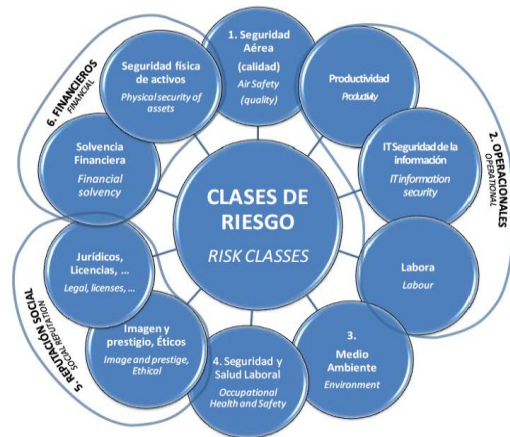 CLASES DE
RIESGO
RISK CLASSES
1. Seguridad
Aérea
(calidad)
Air Safety
(quality)
Productividad
Productivity
IT Seguridad de la
información
IT information
security
Labora
Labour
2. OPERACIONALES
OPERATIONAL
3.
Medio
Ambiente
Environment
4. Seguridad y
Salud Laboral
Occupational
Health and Safety
Imagen y
prestigio, Éticos
Image and prestige,
Ethical
Jurídicos,
Licencias, ...
Legal, licenses, ...
5. REPUTACIÓN SOCIAL
SOCIAL REPUTATION
Solvencia
Financiera
Financial
solvency
Seguridad física
de activos
Physical security of
assets
6. FINANCIEROS
FINANCIAL